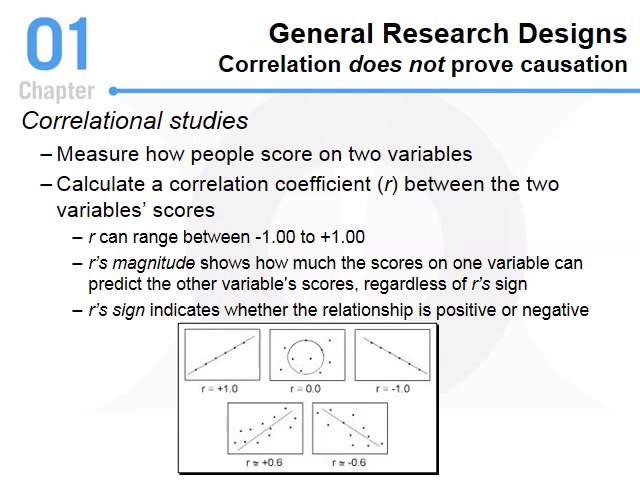 01
Chapter
General Research Designs
Correlation does not prove causation
Correlational studies
– Measure how people score on two variables
– Calculate a correlation coefficient (r) between the two
variables' scores
– r can range between -1.00 to +1.00
– r's magnitude shows how much the scores on one variable can
predict the other variable's scores, regardless of r's sign
– r's sign indicates whether the relationship is positive or negative
r = +1.0
r = 0.0
r = -1.0
r ≈ +0.6
r ≈ -0.6